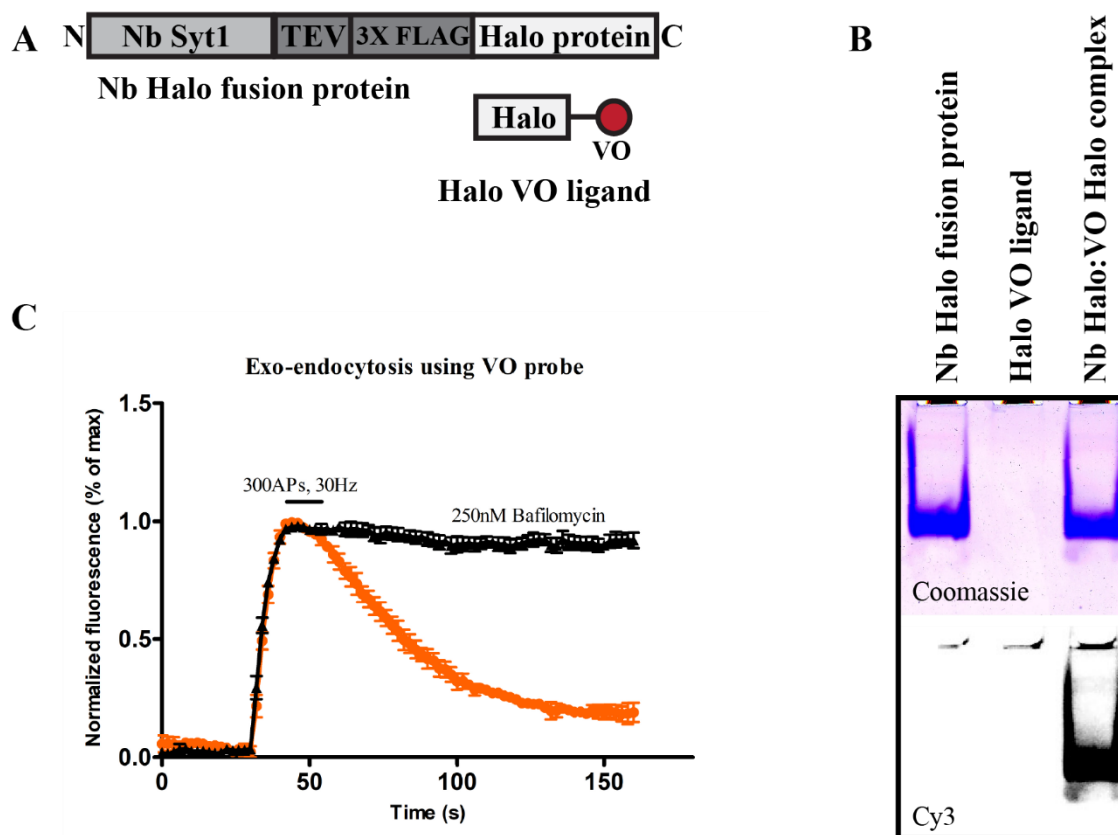 A
N Nb Syt1 TEV 3X FLAG Halo protein C
Nb Halo fusion protein
Halo
VO
Halo VO ligand
B
Nb Halo fusion protein
Halo VO ligand
Nb Halo:VO Halo complex
Coomassie
Cy3
C
Exo-endocytosis using VO probe
Normalized fluorescence (% of max)
1.5
1.0
0.5
0.0
300APs, 30Hz
250nM Bafilomycin
0 50 100 150
Time (s)